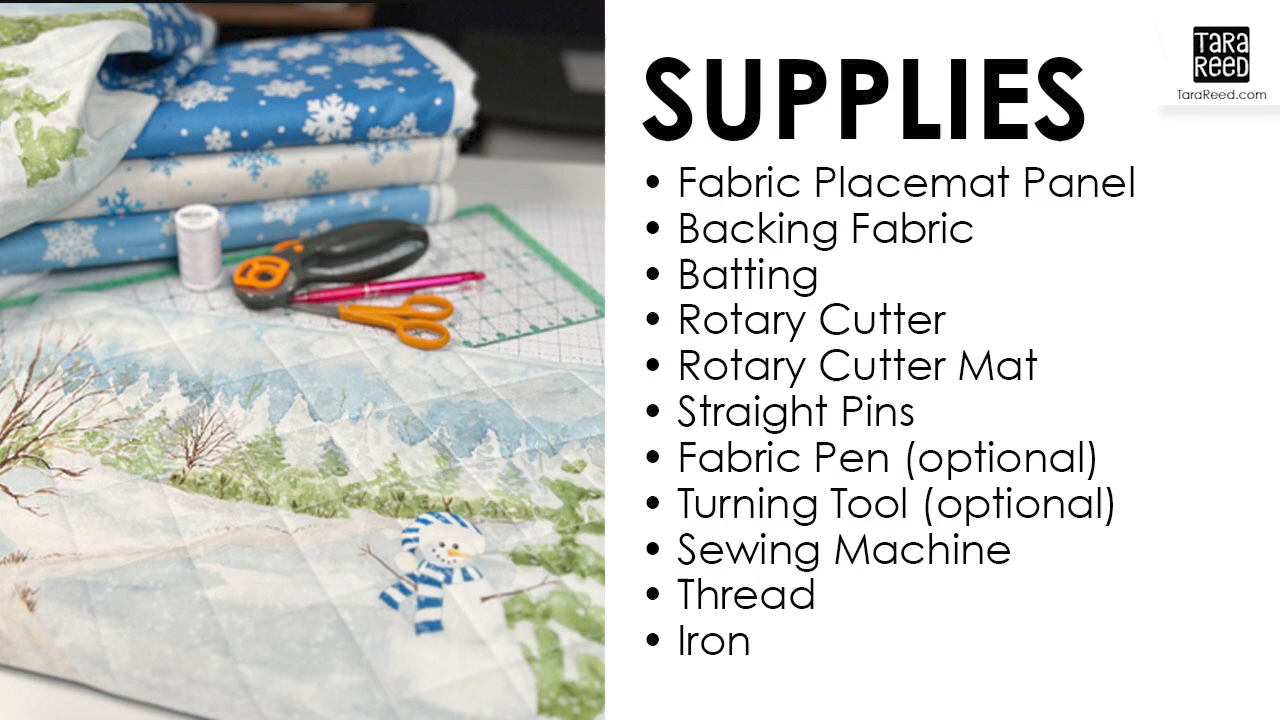 SUPPLIES
TARA
REED
TaraReed.com
• Fabric Placemat Panel
• Backing Fabric
• Batting
• Rotary Cutter
• Rotary Cutter Mat
• Straight Pins
• Fabric Pen (optional)
• Turning Tool (optional)
• Sewing Machine
• Thread
• Iron